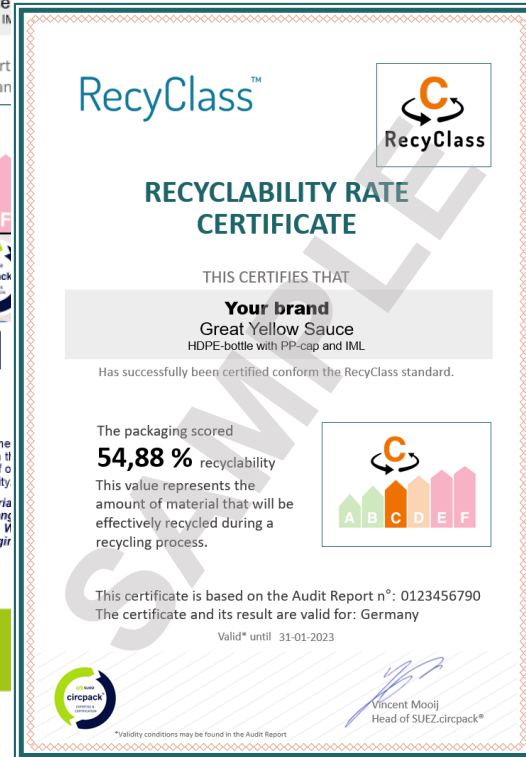 RecyClass™
C
RecyClass
RECYCLABILITY RATE
CERTIFICATE
THIS CERTIFIES THAT
Your brand
Great Yellow Sauce
HDPE-bottle with PP-cap and IML
Has successfully been certified conform the RecyClass standard.
The packaging scored
54,88 % recyclability
This value represents the
amount of material that will be
effectively recycled during a
recycling process.
C
A B C D E F
This certificate is based on the Audit Report n°: 0123456790
The certificate and its result are valid for: Germany
Valid* until 31-01-2023
SUEZ
circpack®
EXPERTISE &
CERTIFICATION
Vincent Mooij
Head of SUEZ.circpack®
*Validity conditions may be found in the Audit Report
SAMPLE